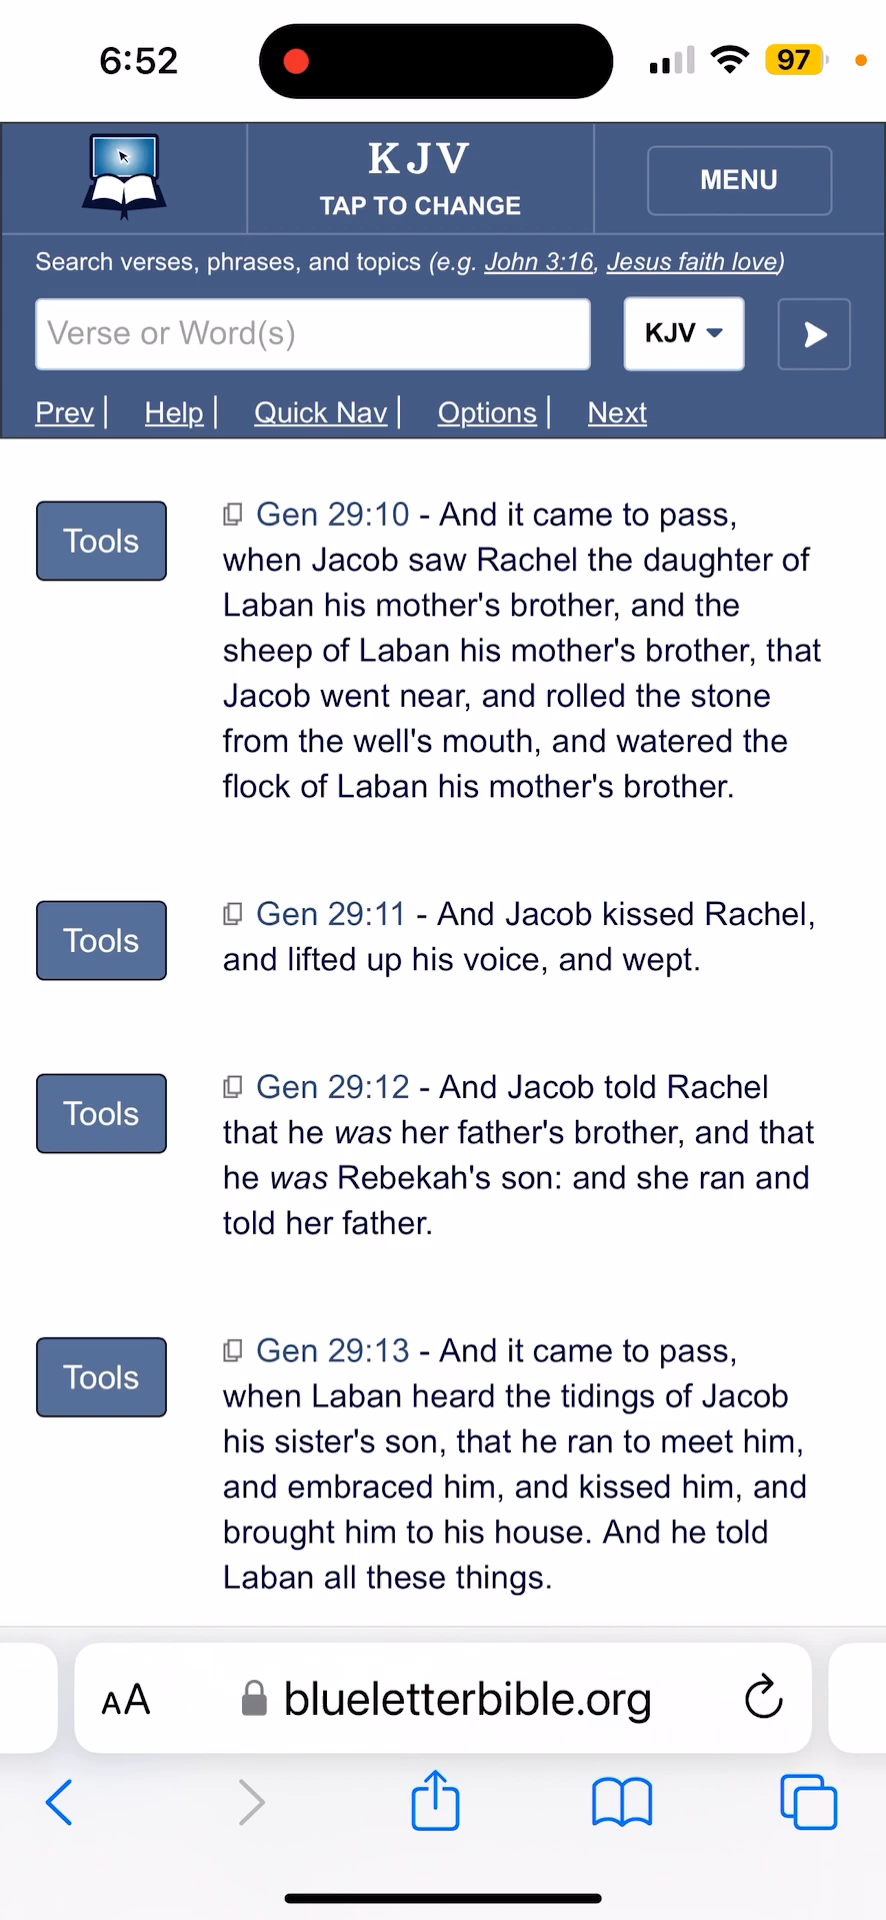 6:52
97
KJV
TAP TO CHANGE
MENU
Search verses, phrases, and topics (e.g. John 3:16, Jesus faith love)
Verse or Word(s)
KJV
Prev | Help | Quick Nav | Options | Next
Tools
Gen 29:10 - And it came to pass,
when Jacob saw Rachel the daughter of
Laban his mother's brother, and the
sheep of Laban his mother's brother, that
Jacob went near, and rolled the stone
from the well's mouth, and watered the
flock of Laban his mother's brother.
Tools
Gen 29:11 - And Jacob kissed Rachel,
and lifted up his voice, and wept.
Tools
Gen 29:12 - And Jacob told Rachel
that he was her father's brother, and that
he was Rebekah's son: and she ran and
told her father.
Tools
Gen 29:13 - And it came to pass,
when Laban heard the tidings of Jacob
his sister's son, that he ran to meet him,
and embraced him, and kissed him, and
brought him to his house. And he told
Laban all these things.
AA
blueletterbible.org